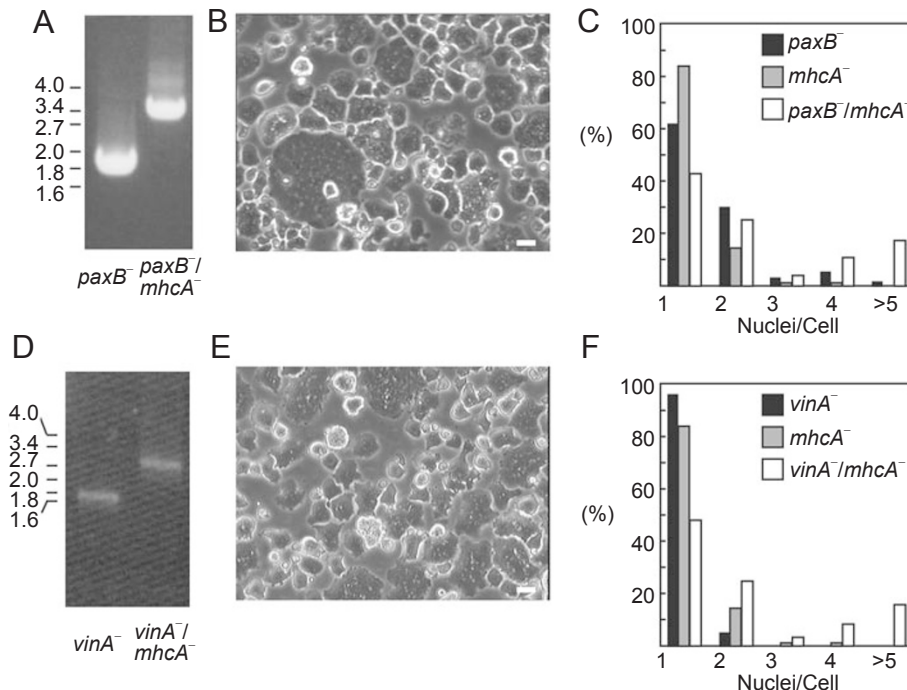 A
4.0
3.4
2.7
2.0
1.8
1.6
paxB⁻
paxB⁻/
mhcA⁻
B
C
100
80
60
(%)
40
20
paxB⁻
mhcA⁻
paxB⁻/mhcA⁻
1 2 3 4 >5
Nuclei/Cell
D
4.0
3.4
2.7
2.0
1.8
1.6
vinA⁻
vinA⁻/
mhcA⁻
E
F
100
80
60
(%)
40
20
vinA⁻
mhcA⁻
vinA⁻/mhcA⁻
1 2 3 4 >5
Nuclei/Cell